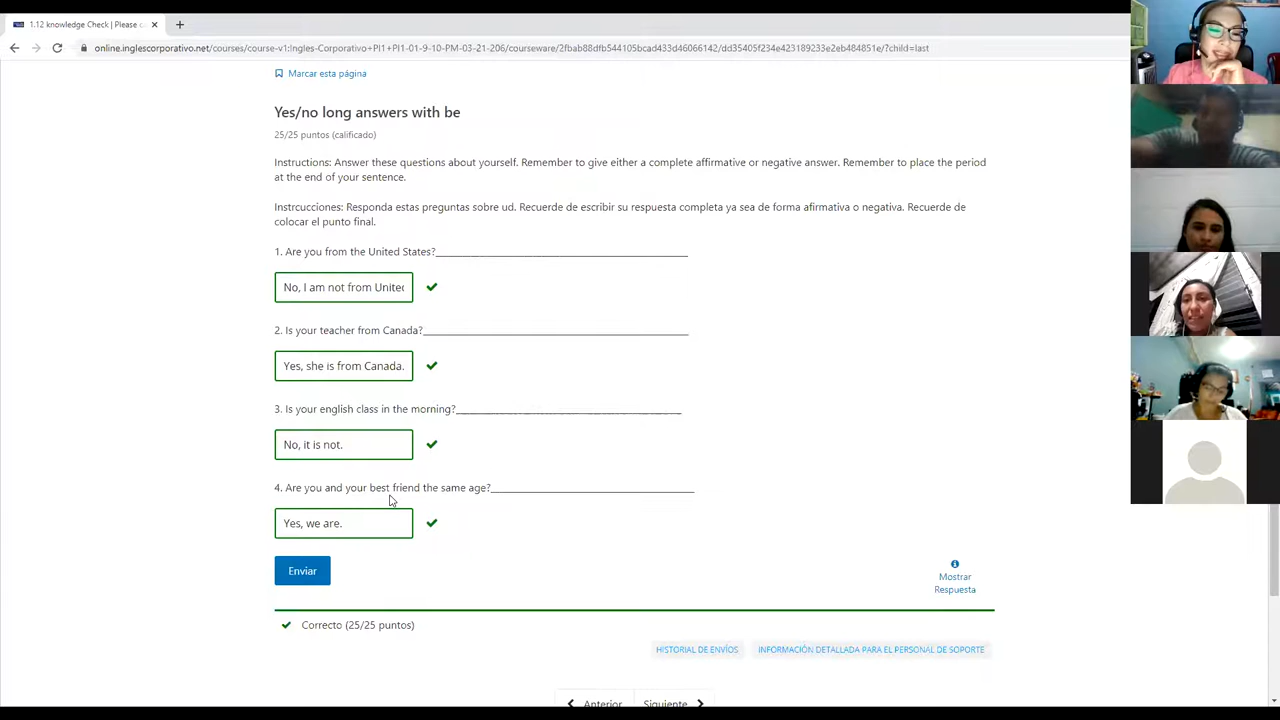 1.12 knowledge Check | Please c
online.inglescorporativo.net/courses/course-v1:Ingles-Corporativo+PI1+PI1-01-9-10-PM-03-21-206/courseware/2fbab88dfb544105bcad433d46066142/dd35405f234e423189233e2eb484851e/?child=last
Marcar esta página
Yes/no long answers with be
25/25 puntos (calificado)
Instructions: Answer these questions about yourself. Remember to give either a complete affirmative or negative answer. Remember to place the period
at the end of your sentence.
Instrucciones: Responda estas preguntas sobre ud. Recuerde de escribir su respuesta completa ya sea de forma afirmativa o negativa. Recuerde de
colocar el punto final.
1. Are you from the United States?
No, I am not from United
2. Is your teacher from Canada?
Yes, she is from Canada.
3. Is your english class in the morning?
No, it is not.
4. Are you and your best friend the same age?
Yes, we are.
Enviar
Mostrar
Respuesta
Correcto (25/25 puntos)
HISTORIAL DE ENVÍOS INFORMACIÓN DETALLADA PARA EL PERSONAL DE SOPORTE
Anterior Siguiente